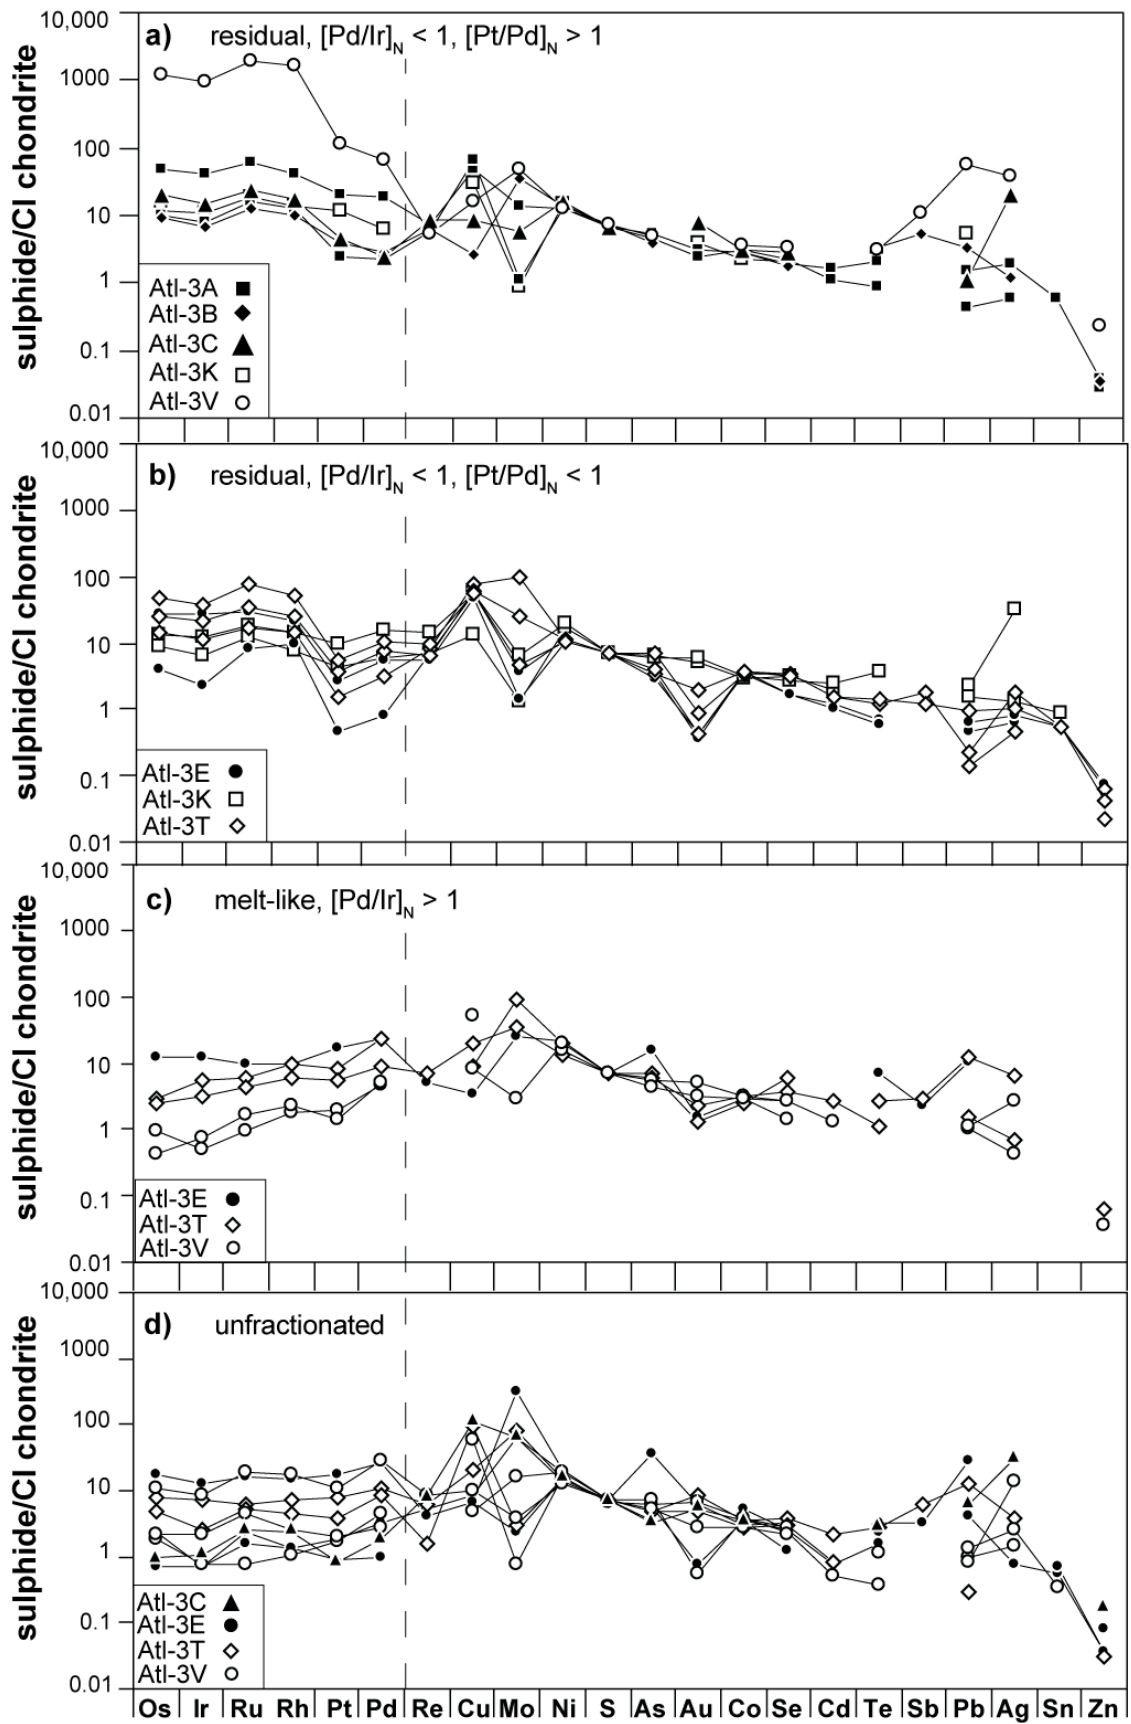 sulphide/CI chondrite
10,000
1000
100
10
1
0.1
0.01
a) residual, [Pd/Ir]N < 1, [Pt/Pd]N > 1
Atl-3A
Atl-3B
Atl-3C
Atl-3K
Atl-3V
sulphide/CI chondrite
10,000
1000
100
10
1
0.1
0.01
b) residual, [Pd/Ir]N < 1, [Pt/Pd]N < 1
Atl-3E
Atl-3K
Atl-3T
sulphide/CI chondrite
10,000
1000
100
10
1
0.1
0.01
c) melt-like, [Pd/Ir]N > 1
Atl-3E
Atl-3T
Atl-3V
sulphide/CI chondrite
10,000
1000
100
10
1
0.1
0.01
d) unfractionated
Atl-3C
Atl-3E
Atl-3T
Atl-3V
Os Ir Ru Rh Pt Pd Re Cu Mo Ni S As Au Co Se Cd Te Sb Pb Ag Sn Zn